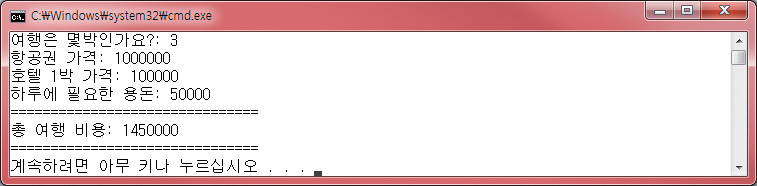 C:₩Windows₩system32₩cmd.exe
여행은 몇박인가요?: 3
항공권 가격: 1000000
호텔 1박 가격: 100000
하루에 필요한 용돈: 50000
==============================
총 여행 비용: 1450000
==============================
계속하려면 아무 키나 누르십시오 . . .